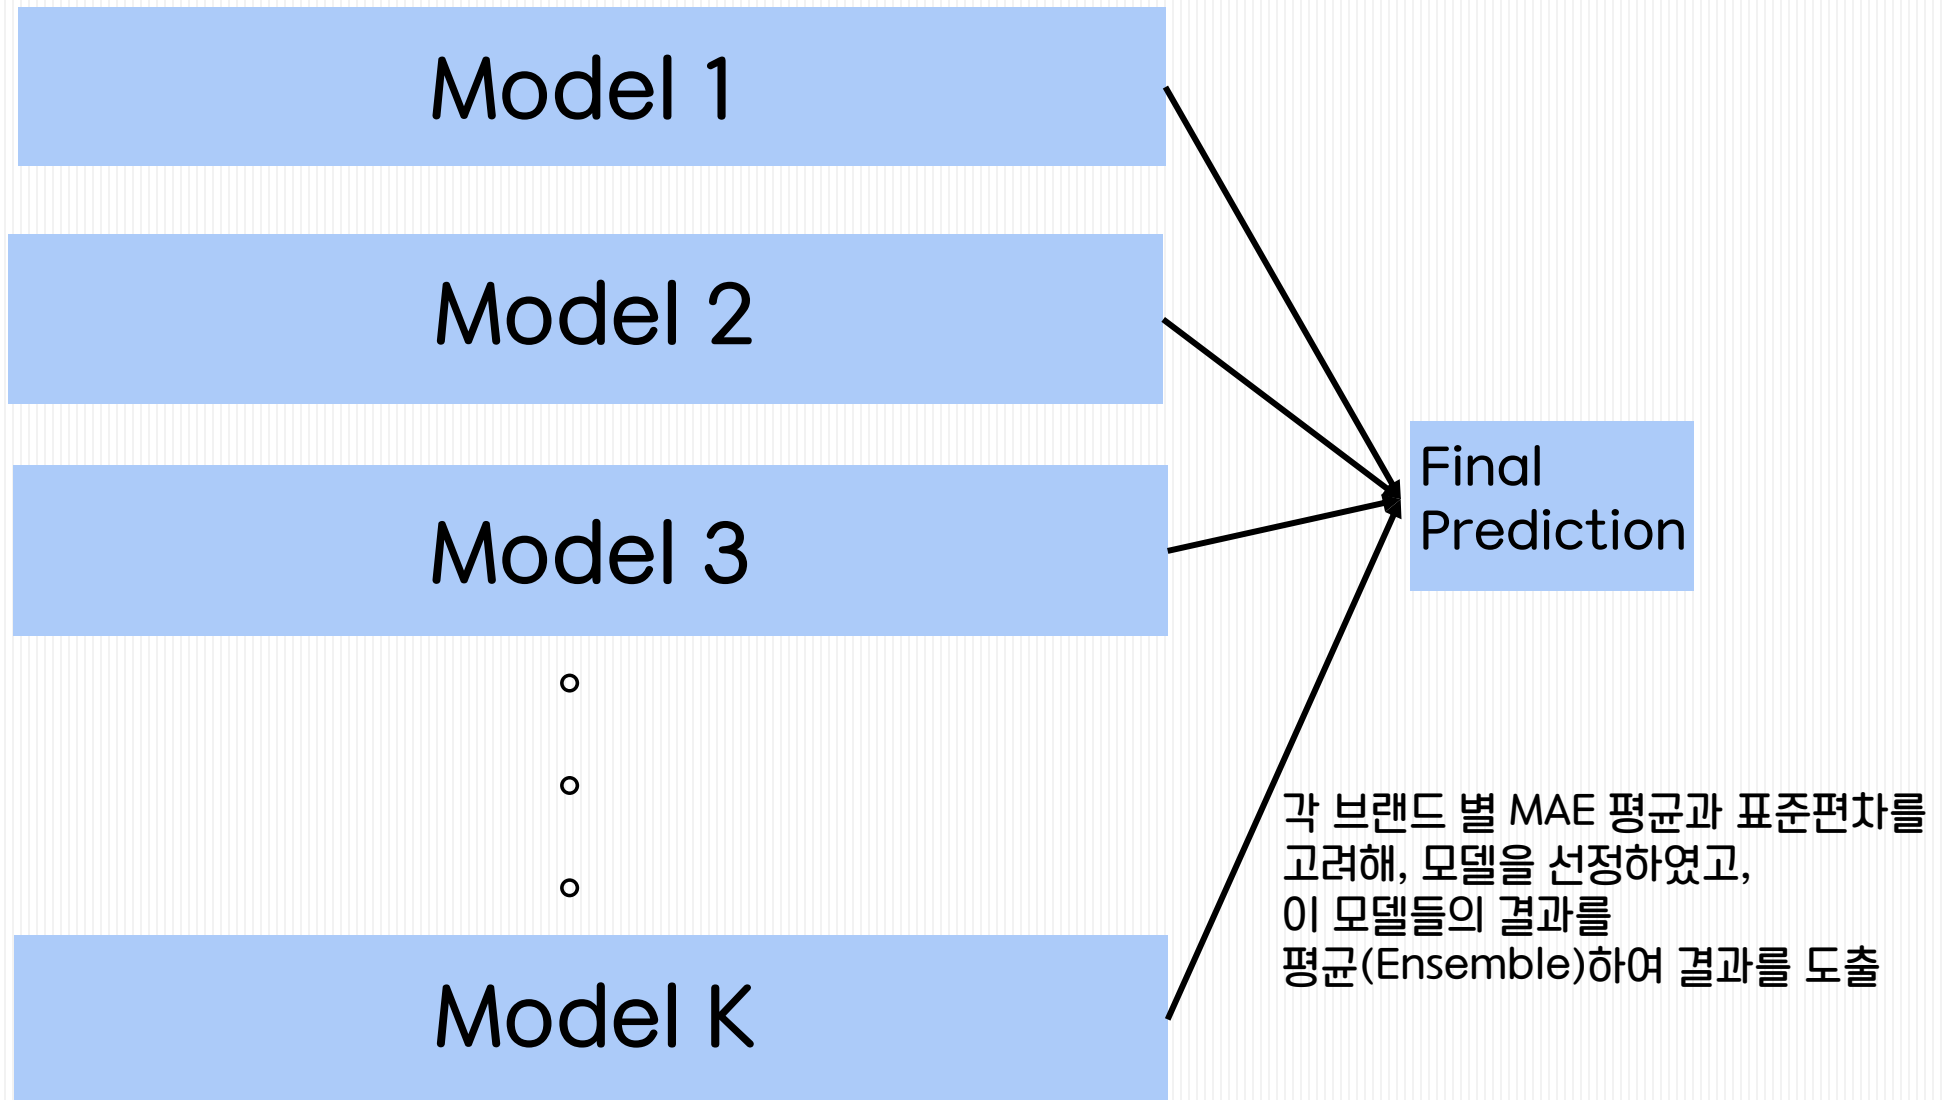 Model 1
Model 2
Model 3
Model K
Final
Prediction
각 브랜드 별 MAE 평균과 표준편차를
고려해, 모델을 선정하였고,
이 모델들의 결과를
평균(Ensemble)하여 결과를 도출